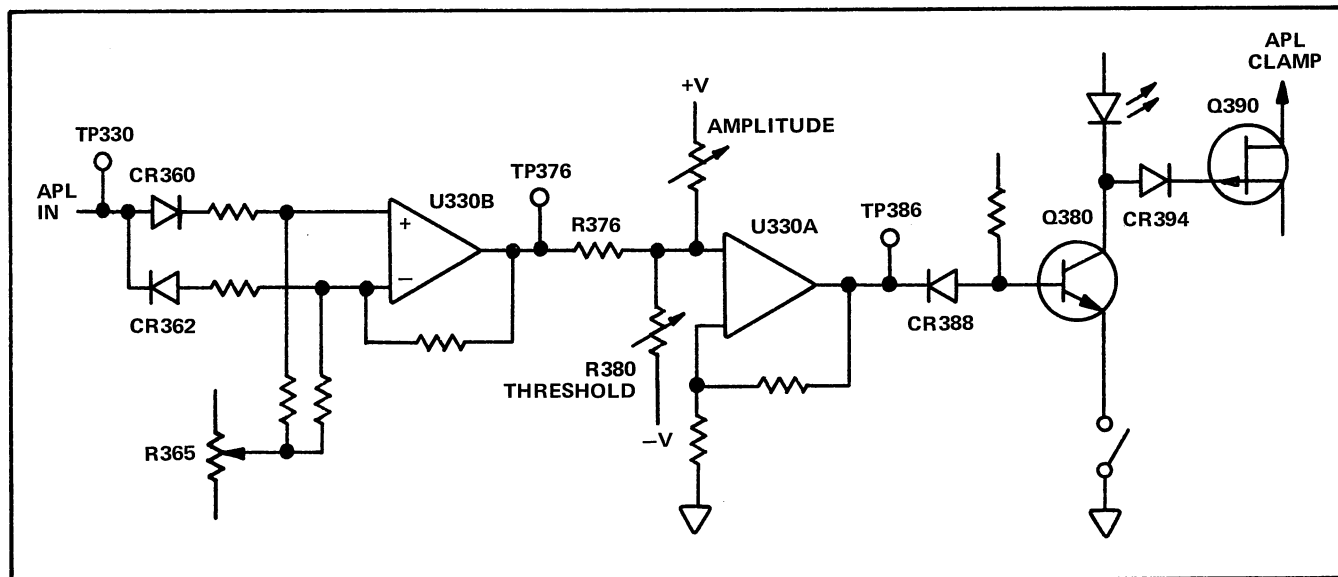 APL
CLAMP
+V
Q390
TP330
AMPLITUDE
CR360
TP376
APL
IN
U330B
R376
U330A
TP386
Q380
CR394
+
−
CR362
CR388
R380
THRESHOLD
R365
−V